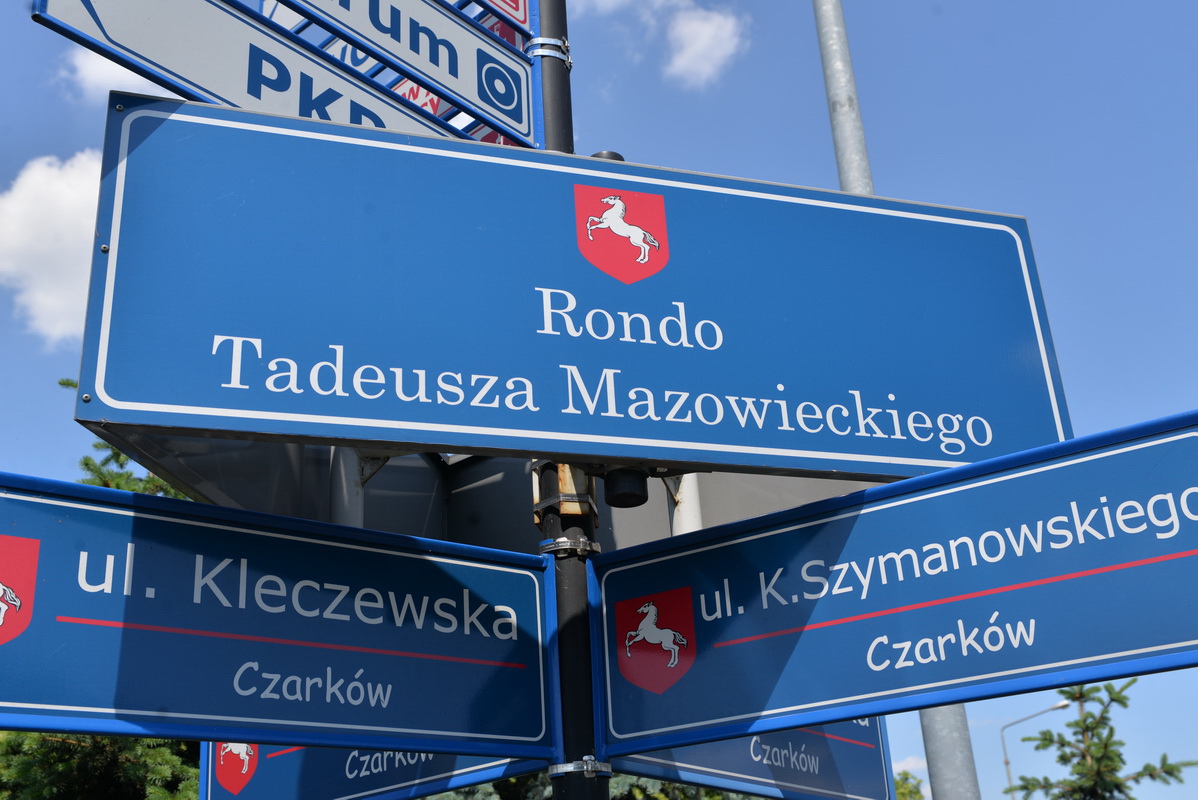 PKP
Rondo
Tadeusza Mazowieckiego
ul. Kleczewska
Czarków
ul. K.Szymanowskiego
Czarków
Czarków
Czarków